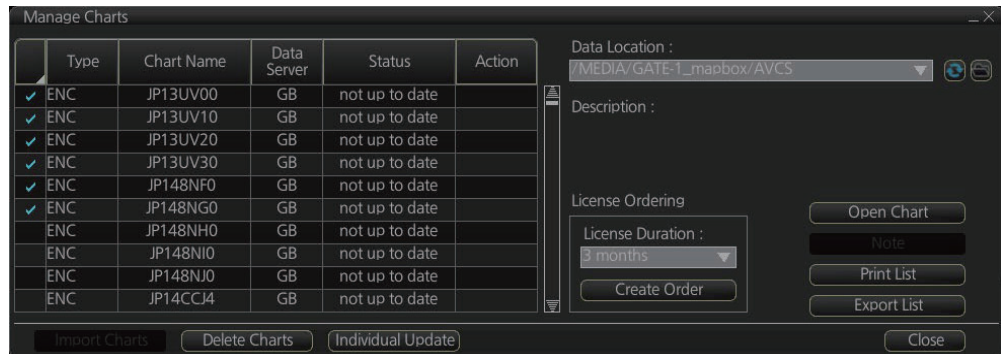 Manage Charts
Type Chart Name Data Server Status Action
ENC JP13UV00 GB not up to date
ENC JP13UV10 GB not up to date
ENC JP13UV20 GB not up to date
ENC JP13UV30 GB not up to date
ENC JP148NF0 GB not up to date
ENC JP148NG0 GB not up to date
ENC JP148NH0 GB not up to date
ENC JP148NI0 GB not up to date
ENC JP148NJ0 GB not up to date
ENC JP14CCJ4 GB not up to date
Data Location :
/MEDIA/GATE-1_mapbox/AVCS
Description :
License Ordering
License Duration :
3 months
Create Order
Open Chart
Note
Print List
Export List
Import Charts Delete Charts Individual Update Close